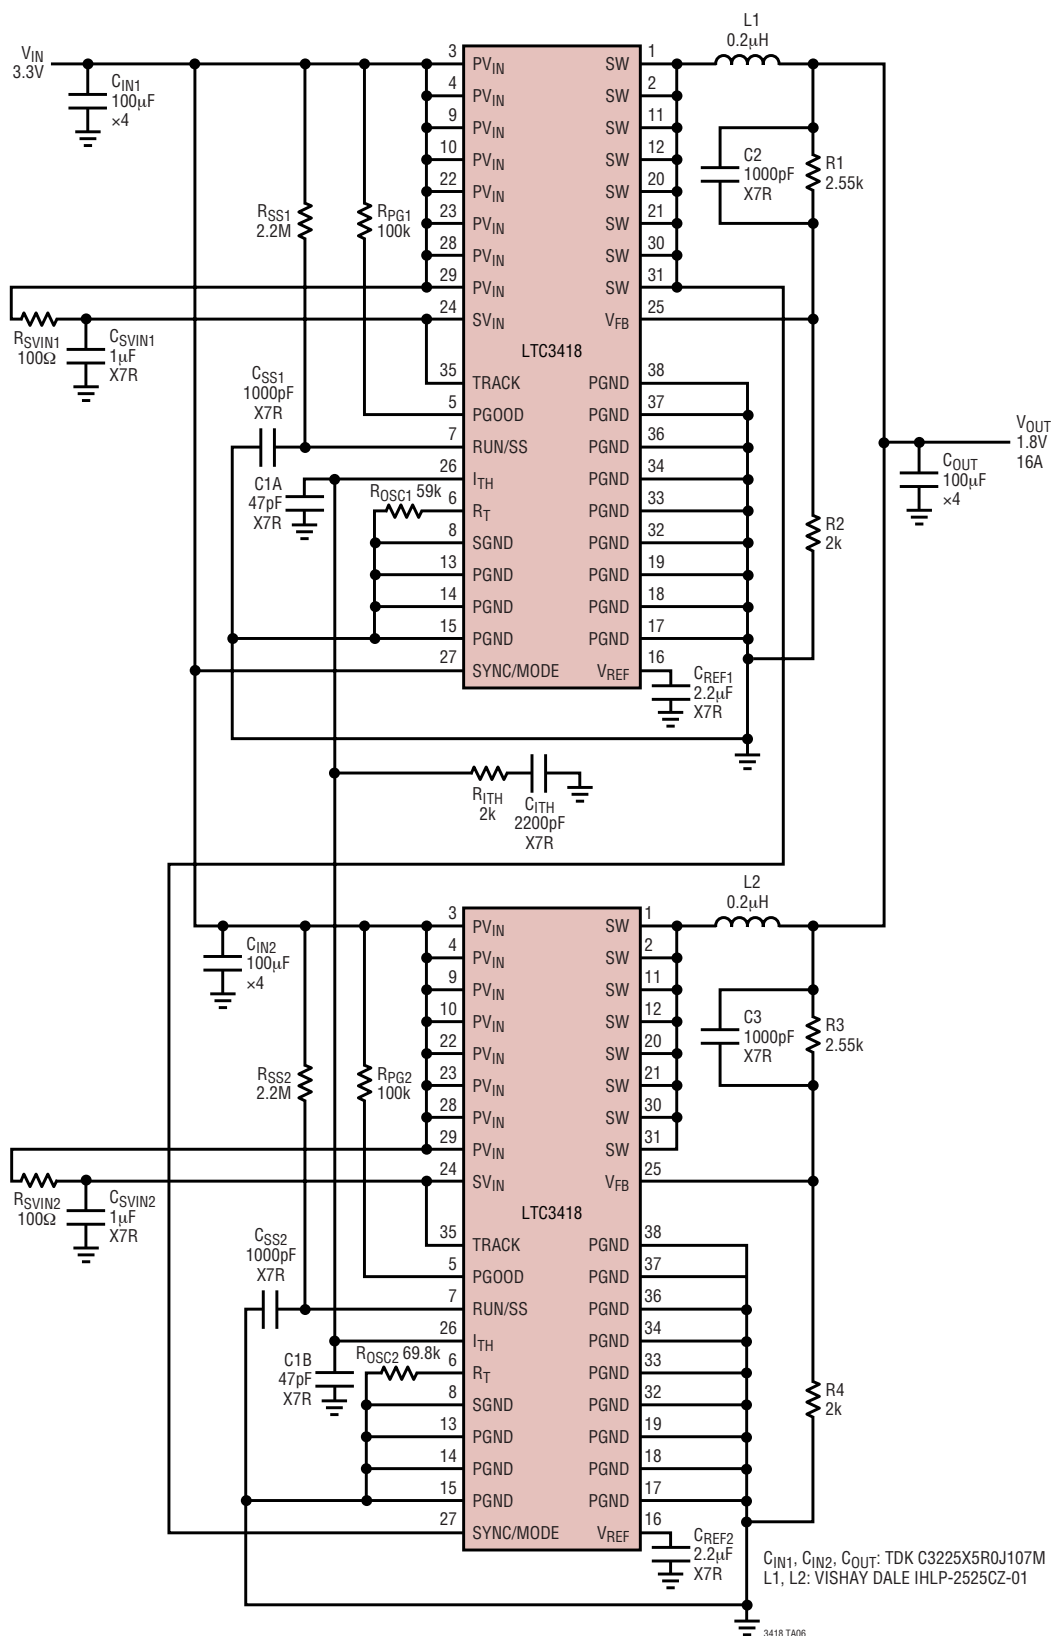 L1
0.2µH
VIN
3.3V
CIN1
100µF
×4
3 PVIN SW 1
4 PVIN SW 2
9 PVIN SW 11
10 PVIN SW 12
22 PVIN SW 20
23 PVIN SW 21
28 PVIN SW 30
29 PVIN SW 31
24 SVIN VFB 25
LTC3418
35 TRACK PGND 38
5 PGOOD PGND 37
7 RUN/SS PGND 36
26 ITH PGND 34
6 RT PGND 33
8 SGND PGND 32
13 PGND PGND 19
14 PGND PGND 18
15 PGND PGND 17
27 SYNC/MODE VREF 16
C2
1000pF
X7R
R1
2.55k
RSS1
2.2M
RPG1
100k
RSVIN1
100Ω
CSVIN1
1µF
X7R
CSS1
1000pF
X7R
C1A
47pF
X7R
ROSC1 59k
VOUT
1.8V
16A
COUT
100µF
×4
R2
2k
CREF1
2.2µF
X7R
RITH
2k
CITH
2200pF
X7R
L2
0.2µH
CIN2
100µF
×4
3 PVIN SW 1
4 PVIN SW 2
9 PVIN SW 11
10 PVIN SW 12
22 PVIN SW 20
23 PVIN SW 21
28 PVIN SW 30
29 PVIN SW 31
24 SVIN VFB 25
LTC3418
35 TRACK PGND 38
5 PGOOD PGND 37
7 RUN/SS PGND 36
26 ITH PGND 34
6 RT PGND 33
8 SGND PGND 32
13 PGND PGND 19
14 PGND PGND 18
15 PGND PGND 17
27 SYNC/MODE VREF 16
C3
1000pF
X7R
R3
2.55k
RSS2
2.2M
RPG2
100k
RSVIN2
100Ω
CSVIN2
1µF
X7R
CSS2
1000pF
X7R
C1B
47pF
X7R
ROSC2 69.8k
R4
2k
CREF2
2.2µF
X7R
CIN1, CIN2, COUT: TDK C3225X5R0J107M
L1, L2: VISHAY DALE IHLP-2525CZ-01
3418 TA06